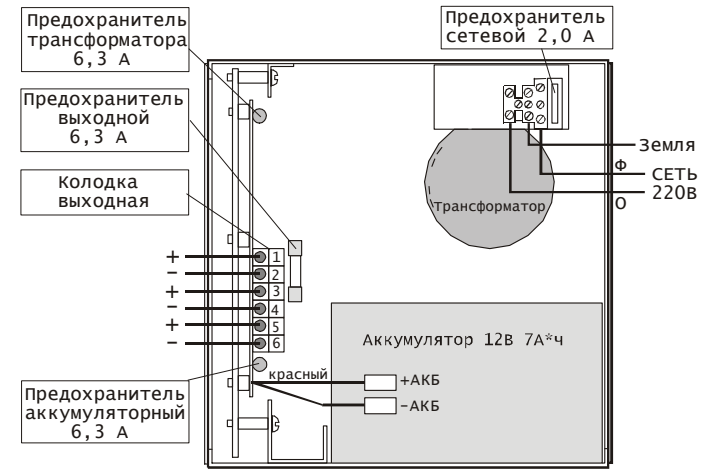 Предохранитель
трансформатора
6,3 А
Предохранитель
сетевой 2,0 А
Предохранитель
выходной
6,3 А
Колодка
выходная
Земля
Ф
СЕТЬ
220В
О
Трансформатор
+ 1
– 2
+ 3
– 4
+ 5
– 6
Аккумулятор 12В 7А*ч
красный
+АКБ
–АКБ
Предохранитель
аккумуляторный
6,3 А